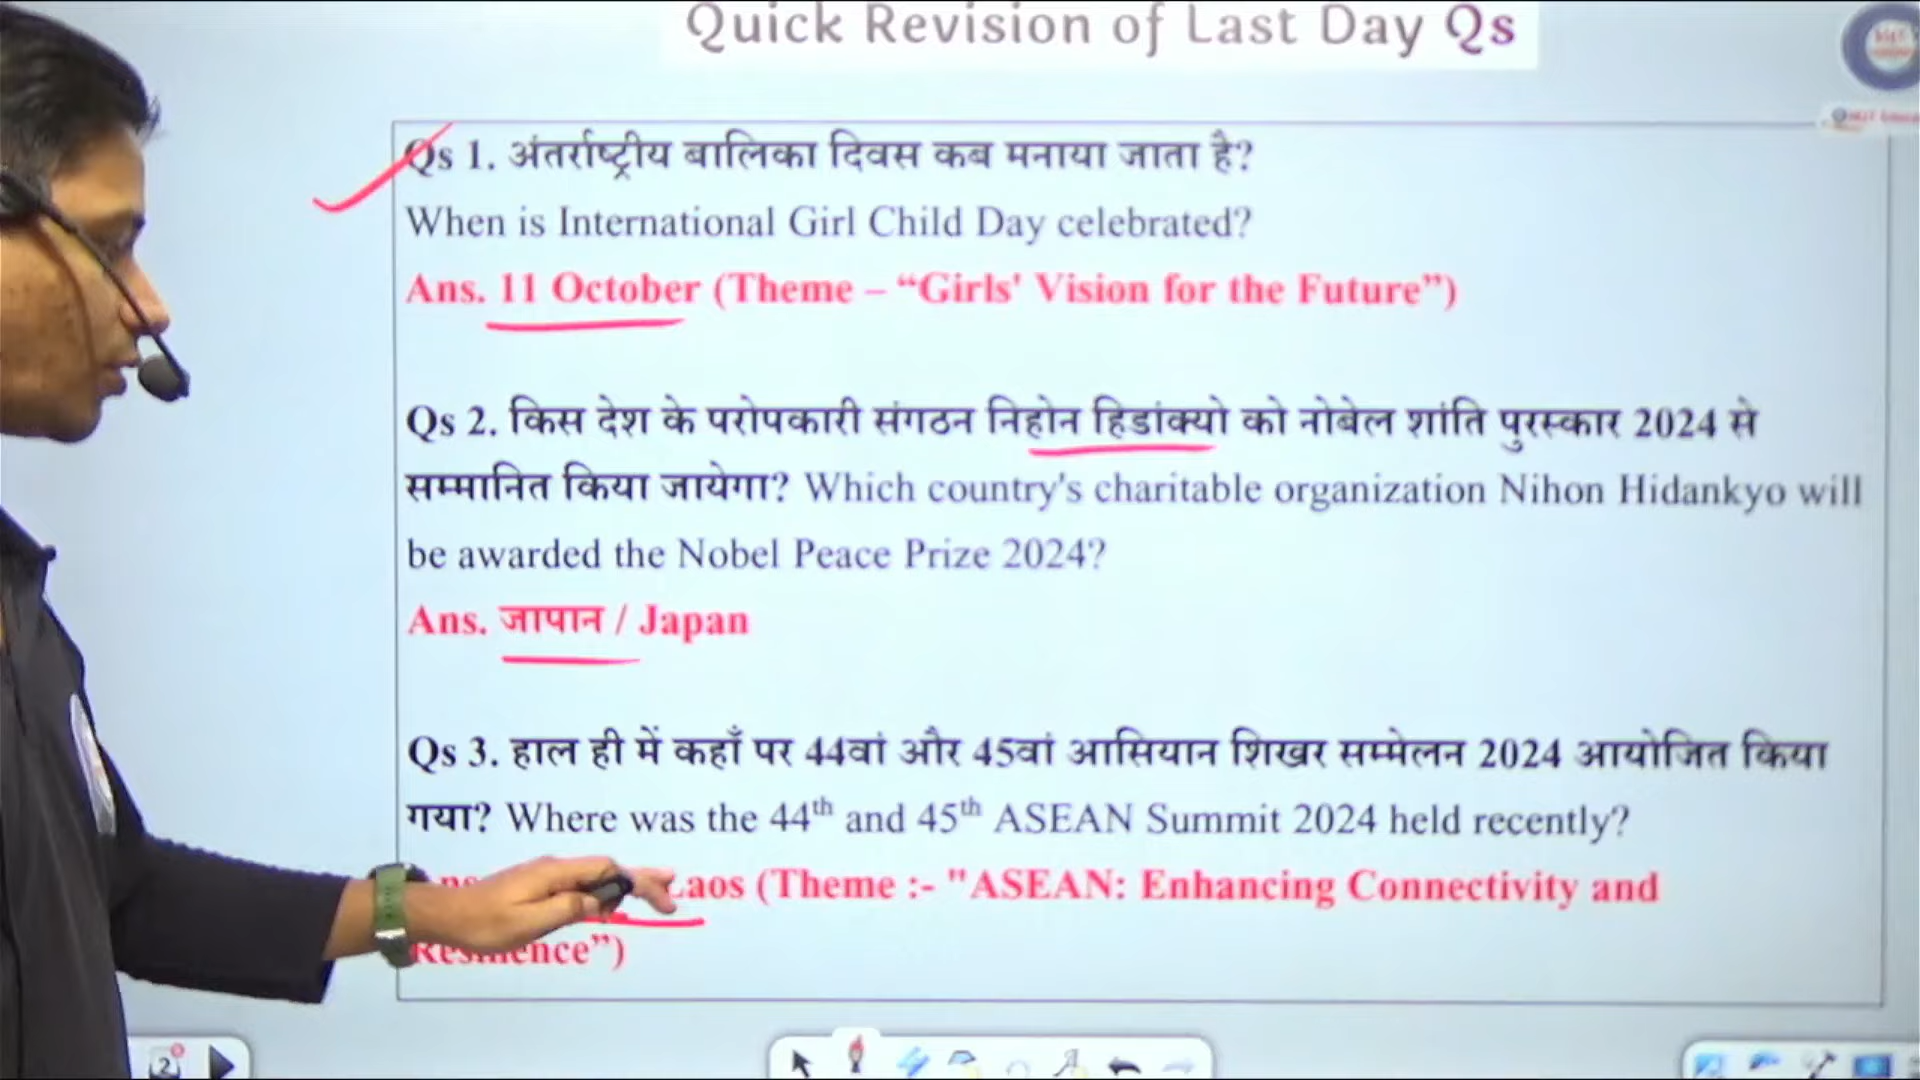 Quick Revision of Last Day Qs
Qs 1. अंतर्राष्ट्रीय बालिका दिवस कब मनाया जाता है?
When is International Girl Child Day celebrated?
Ans. 11 October (Theme – “Girls' Vision for the Future”)
Qs 2. किस देश के परोपकारी संगठन निहोन हिडांक्यो को नोबेल शांति पुरस्कार 2024 से
सम्मानित किया जायेगा? Which country's charitable organization Nihon Hidankyo will
be awarded the Nobel Peace Prize 2024?
Ans. जापान / Japan
Qs 3. हाल ही में कहाँ पर 44वां और 45वां आसियान शिखर सम्मेलन 2024 आयोजित किया
गया? Where was the 44th and 45th ASEAN Summit 2024 held recently?
Laos (Theme :- "ASEAN: Enhancing Connectivity and
Resilience”)
2